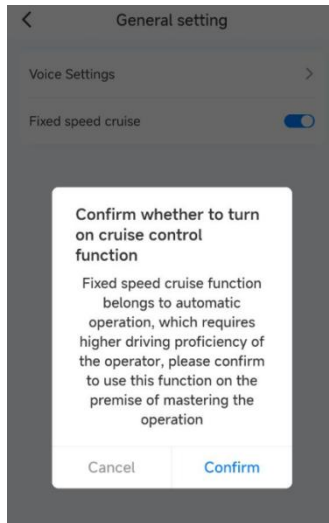 General setting
Voice Settings
Fixed speed cruise
Confirm whether to turn
on cruise control
function
Fixed speed cruise function
belongs to automatic
operation, which requires
higher driving proficiency of
the operator, please confirm
to use this function on the
premise of mastering the
operation
Cancel Confirm